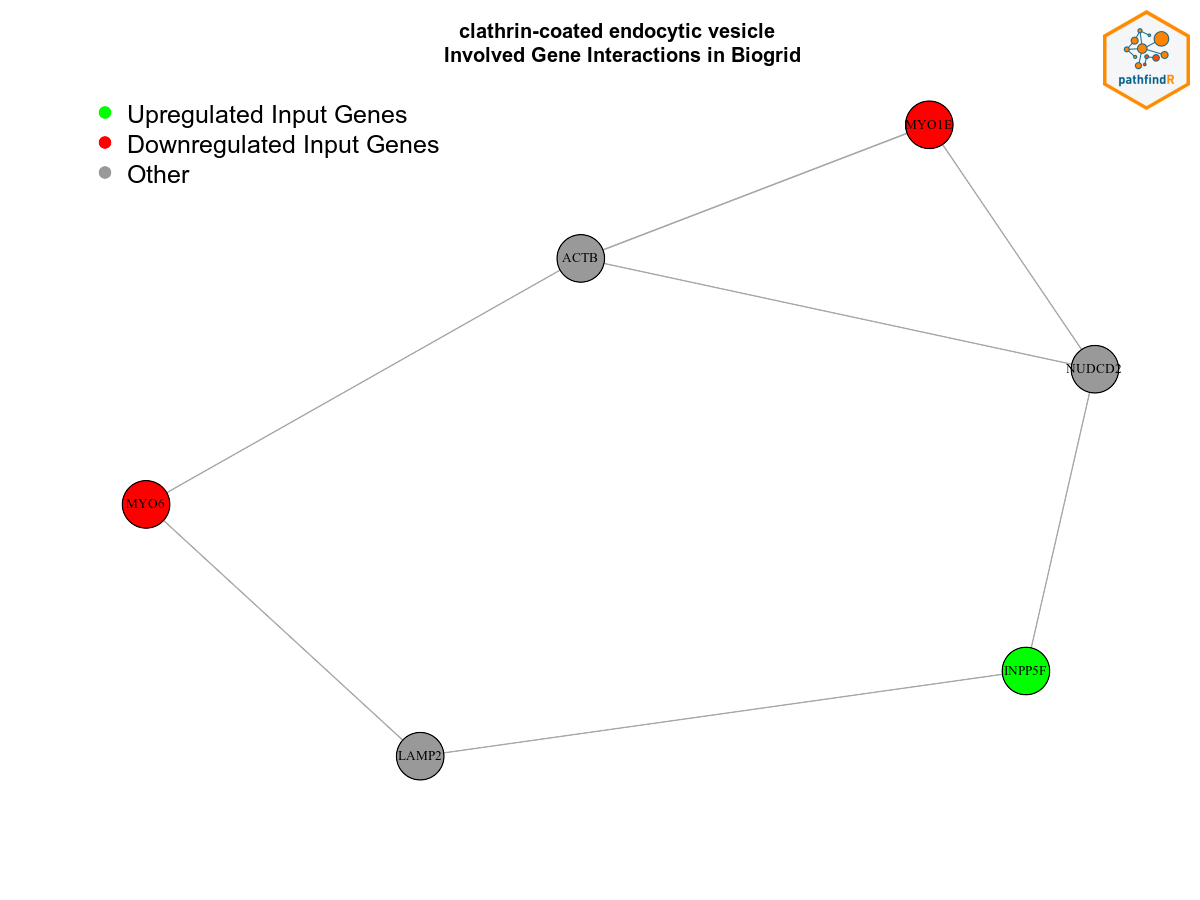 clathrin-coated endocytic vesicle
Involved Gene Interactions in Biogrid
pathfindR
Upregulated Input Genes
Downregulated Input Genes
Other
MYO1E
ACTB
NUDCD2
MYO6
INPP5F
LAMP2